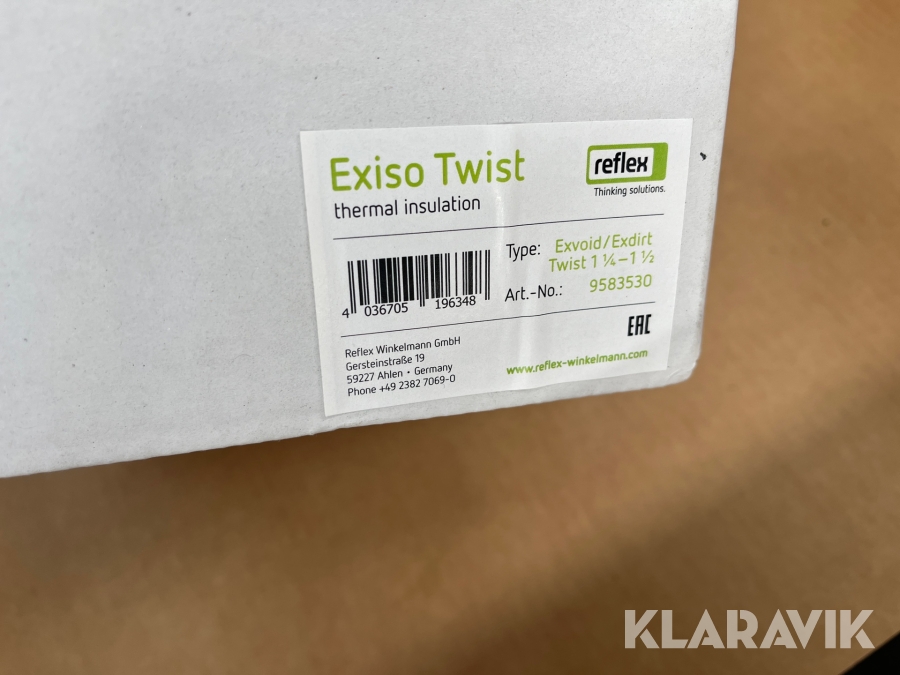 Exiso Twist
thermal insulation
reflex
Thinking solutions.
Type: Exvoid/Exdirt
Twist 1 ¼–1 ½
Art.-No.: 9583530
4 036705 196348
EAC
Reflex Winkelmann GmbH
Gersteinstraße 19
59227 Ahlen • Germany
Phone +49 2382 7069-0
www.reflex-winkelmann.com
KLARAVIK